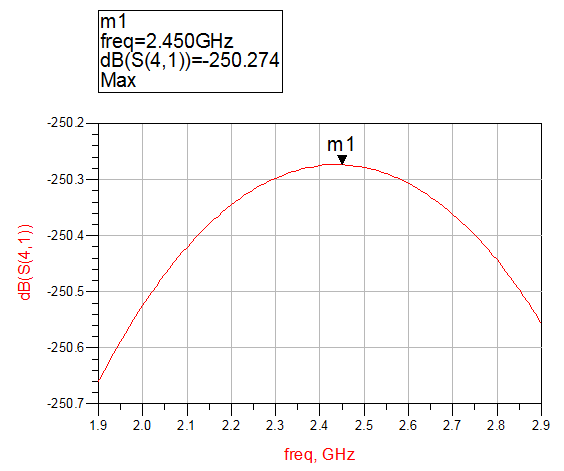 m1
freq=2.450GHz
dB(S(4,1))=-250.274
Max
m1
-250.2
-250.3
-250.4
-250.5
-250.6
-250.7
dB(S(4,1))
1.9 2.0 2.1 2.2 2.3 2.4 2.5 2.6 2.7 2.8 2.9
freq, GHz